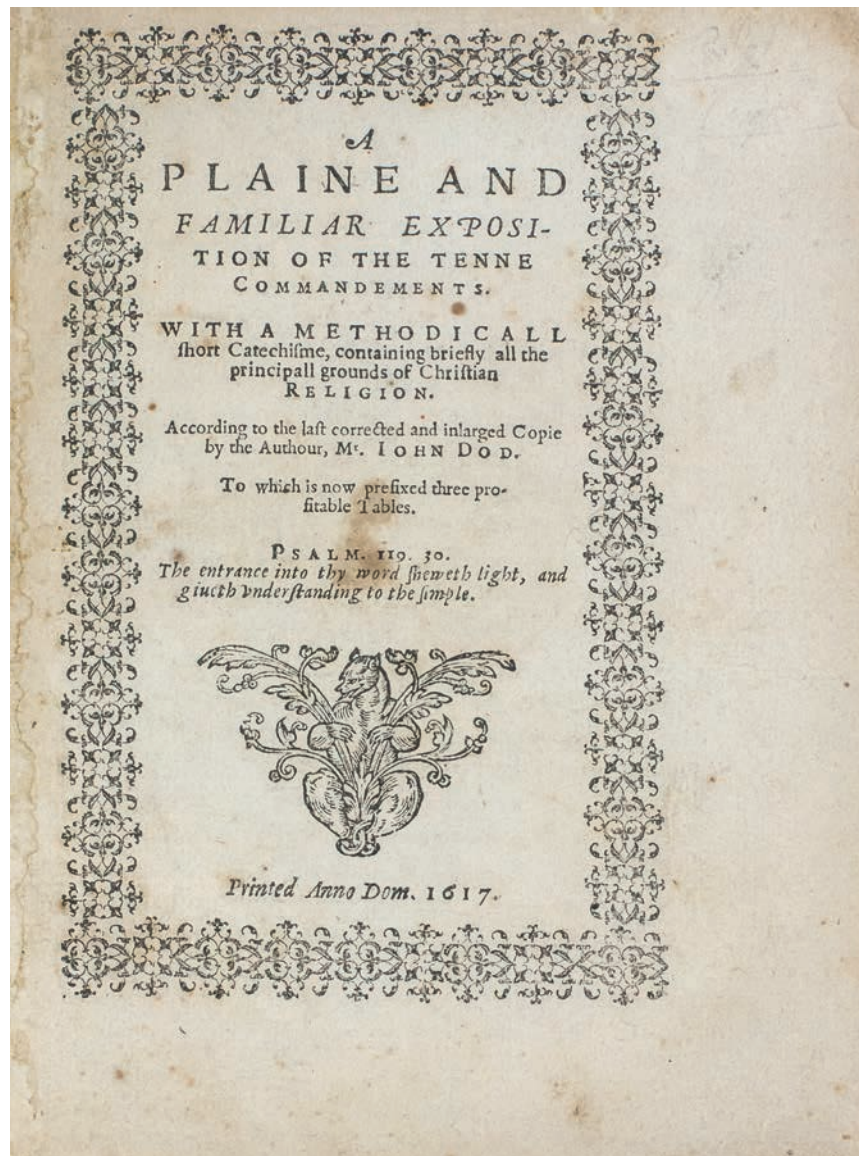 A
PLAINE AND
FAMILIAR EXPOSI-
TION OF THE TENNE
COMMANDEMENTS.
WITH A METHODICALL
ſhort Catechiſme, containing briefly all the
principall grounds of Chriſtian
RELIGION.
According to the laſt corrected and inlarged Copie
by the Authour, Mr. IOHN DOD.
To which is now prefixed three pro-
fitable Tables.
PSALM. 119. 30.
The entrance into thy word ſheweth light, and
giueth vnderſtanding to the ſimple.
Printed Anno Dom. 1617.